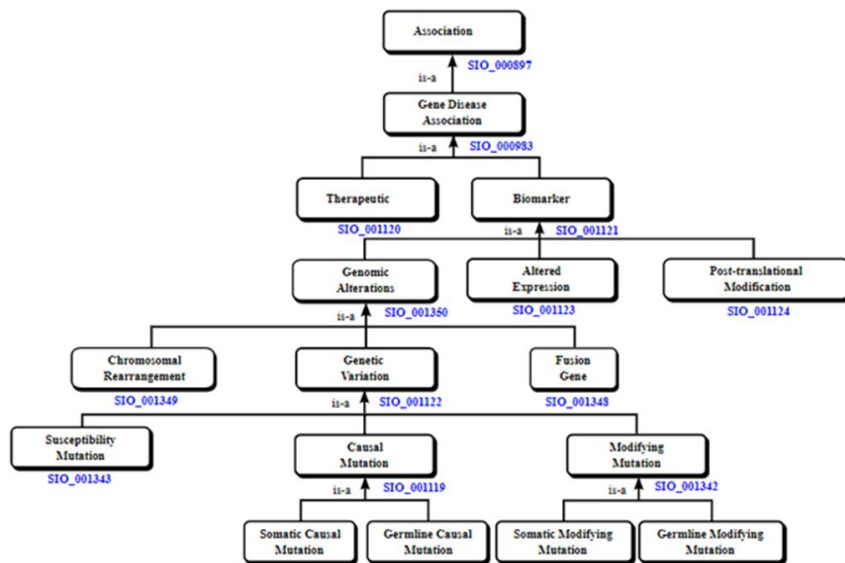 Association
SIO_000897
is-a
Gene Disease
Association
SIO_000983
is-a
Therapeutic
Biomarker
SIO_001120
is-a
SIO_001121
Genomic
Alterations
Altered
Expression
Post-translational
Modification
SIO_001350
SIO_001123
SIO_001124
is-a
Chromosomal
Rearrangement
Genetic
Variation
Fusion
Gene
SIO_001349
is-a
SIO_001122
SIO_001348
Susceptibility
Mutation
Causal
Mutation
Modifying
Mutation
SIO_001343
is-a
SIO_001119
is-a
SIO_001342
Somatic Causal
Mutation
Germline Causal
Mutation
Somatic Modifying
Mutation
Germline Modifying
Mutation